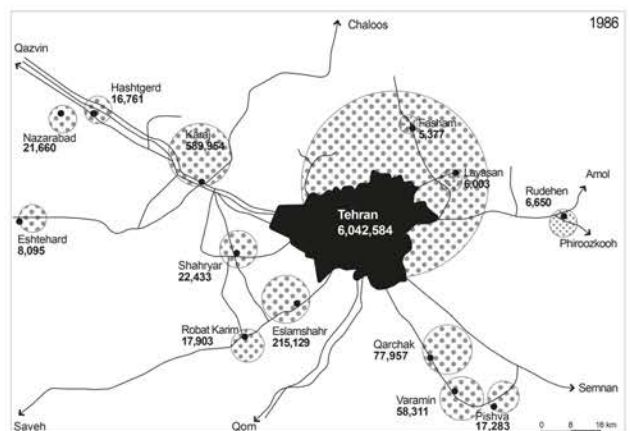 1986
Chaloos
Qazvin
Hashtgerd
16,761
Nazarabad
21,660
Karaj
589,954
Fasham
5,377
Layasan
6,003
Rudehen
6,650
Amol
Phiroozkooh
Tehran
6,042,584
Eshtehard
8,095
Shahryar
22,433
Robat Karim
17,903
Eslamshahr
215,129
Qarchak
77,957
Varamin
58,311
Pishva
17,283
Semnan
Saveh
Qom
0 8 16 km